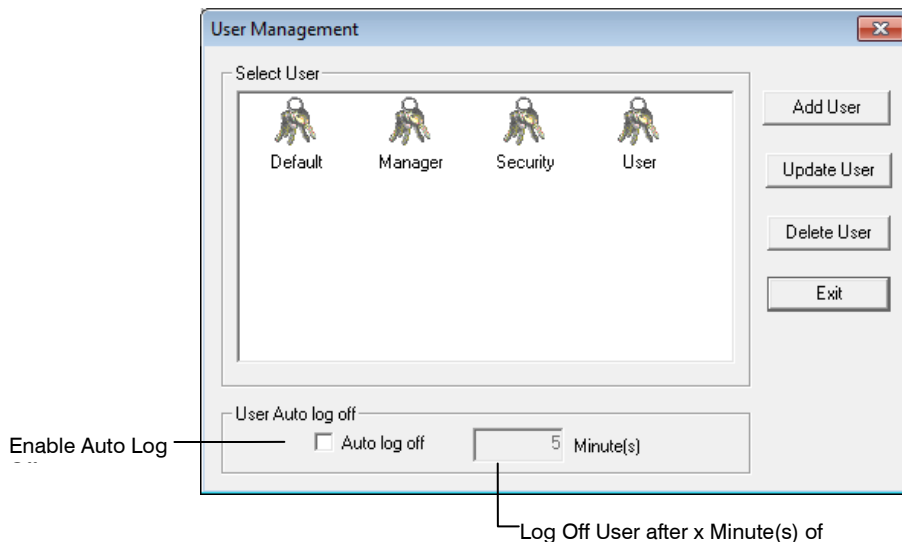 User Management
Select User
Default Manager Security User
Add User
Update User
Delete User
Exit
User Auto log off
Auto log off 5 Minute(s)
Enable Auto Log
Log Off User after x Minute(s) of